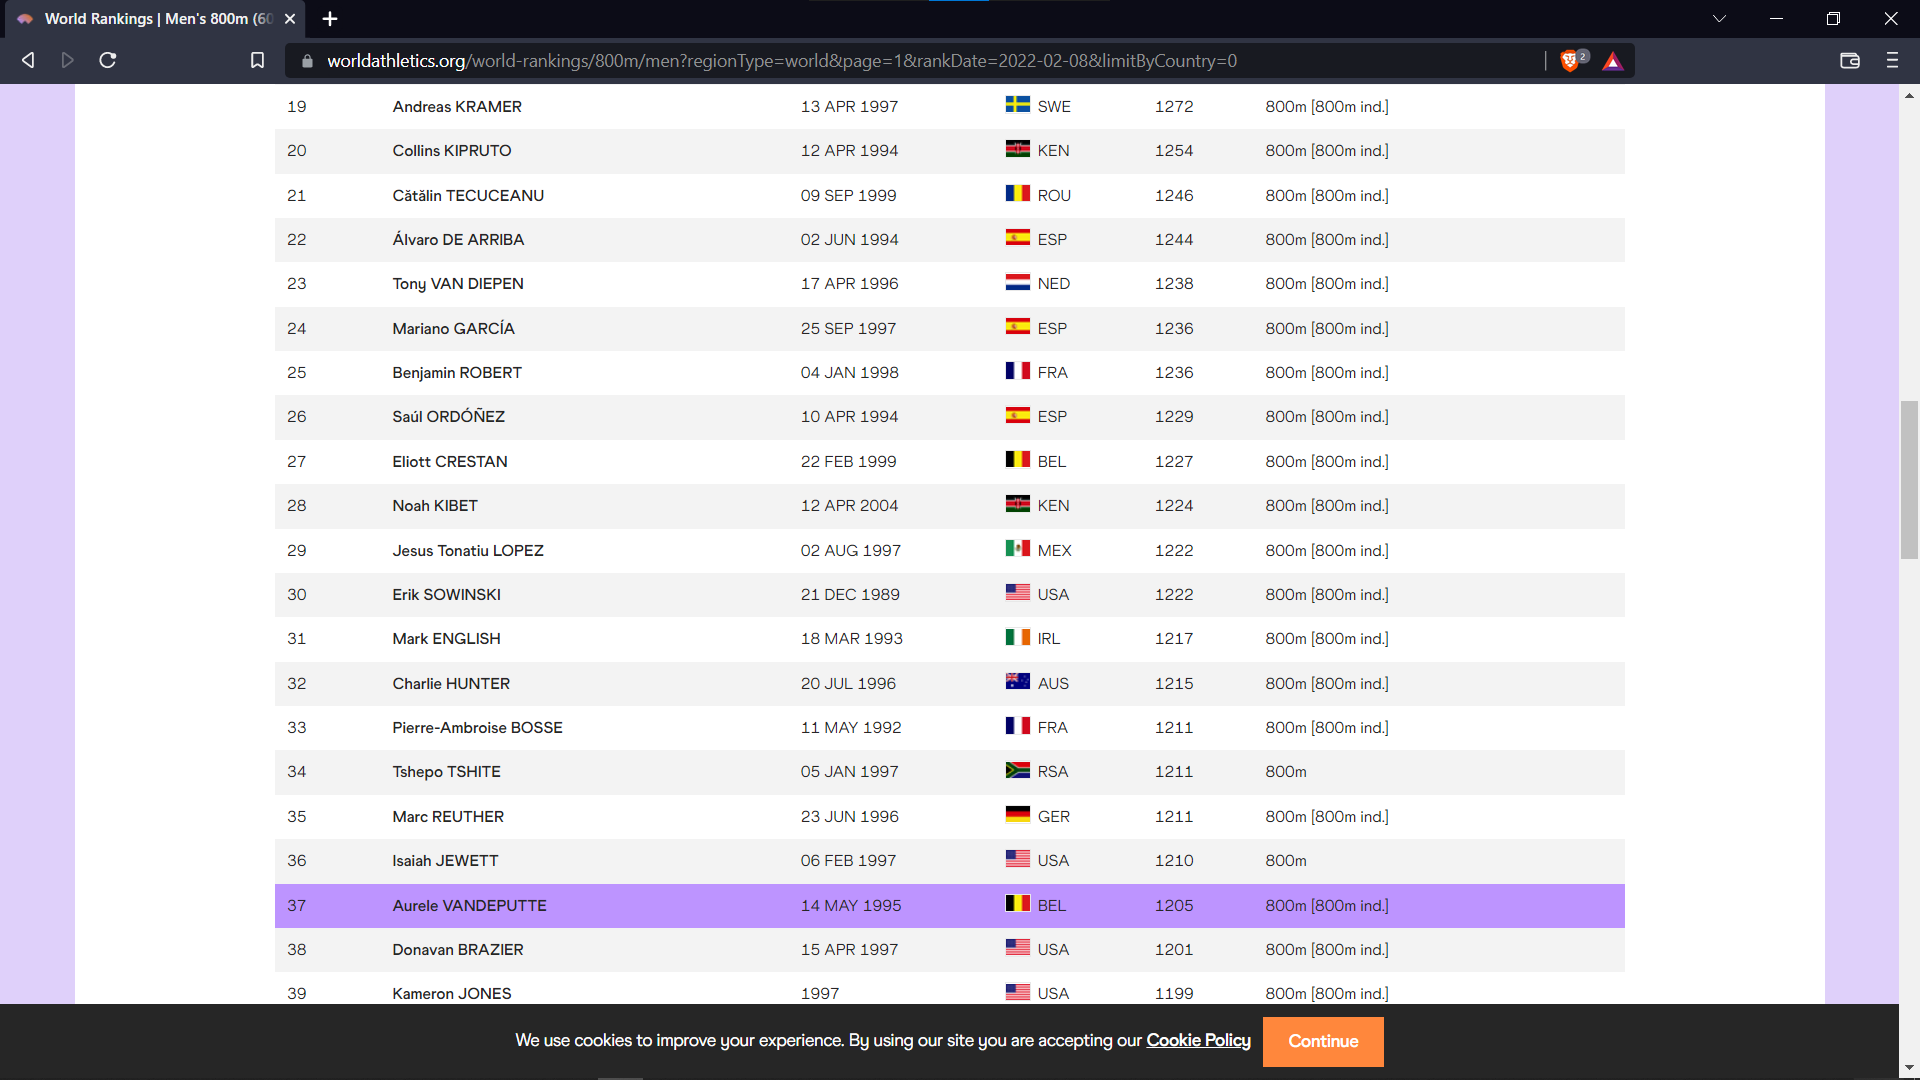 World Rankings | Men's 800m (60
worldathletics.org/world-rankings/800m/men?regionType=world&page=1&rankDate=2022-02-08&limitByCountry=0
2
19 Andreas KRAMER 13 APR 1997 SWE 1272 800m [800m ind.]
20 Collins KIPRUTO 12 APR 1994 KEN 1254 800m [800m ind.]
21 Cătălin TECUCEANU 09 SEP 1999 ROU 1246 800m [800m ind.]
22 Álvaro DE ARRIBA 02 JUN 1994 ESP 1244 800m [800m ind.]
23 Tony VAN DIEPEN 17 APR 1996 NED 1238 800m [800m ind.]
24 Mariano GARCÍA 25 SEP 1997 ESP 1236 800m [800m ind.]
25 Benjamin ROBERT 04 JAN 1998 FRA 1236 800m [800m ind.]
26 Saúl ORDÓÑEZ 10 APR 1994 ESP 1229 800m [800m ind.]
27 Eliott CRESTAN 22 FEB 1999 BEL 1227 800m [800m ind.]
28 Noah KIBET 12 APR 2004 KEN 1224 800m [800m ind.]
29 Jesus Tonatiu LOPEZ 02 AUG 1997 MEX 1222 800m [800m ind.]
30 Erik SOWINSKI 21 DEC 1989 USA 1222 800m [800m ind.]
31 Mark ENGLISH 18 MAR 1993 IRL 1217 800m [800m ind.]
32 Charlie HUNTER 20 JUL 1996 AUS 1215 800m [800m ind.]
33 Pierre-Ambroise BOSSE 11 MAY 1992 FRA 1211 800m [800m ind.]
34 Tshepo TSHITE 05 JAN 1997 RSA 1211 800m
35 Marc REUTHER 23 JUN 1996 GER 1211 800m [800m ind.]
36 Isaiah JEWETT 06 FEB 1997 USA 1210 800m
37 Aurele VANDEPUTTE 14 MAY 1995 BEL 1205 800m [800m ind.]
38 Donavan BRAZIER 15 APR 1997 USA 1201 800m [800m ind.]
39 Kameron JONES 1997 USA 1199 800m [800m ind.]
We use cookies to improve your experience. By using our site you are accepting our Cookie Policy Continue